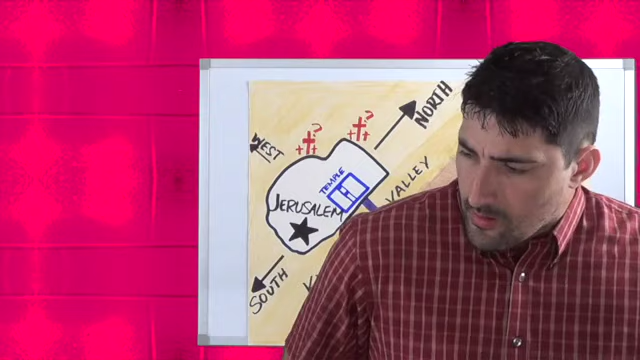 NORTH
WEST
?
?
TEMPLE
VALLEY
JERUSALEM
SOUTH